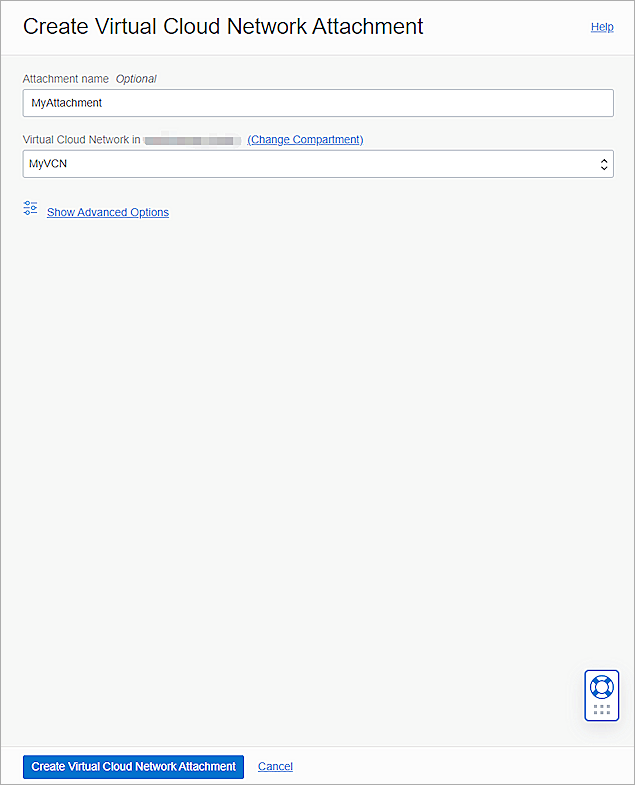 Create Virtual Cloud Network Attachment
Help
Attachment name Optional
MyAttachment
Virtual Cloud Network in (Change Compartment)
MyVCN
Show Advanced Options
Create Virtual Cloud Network Attachment
Cancel